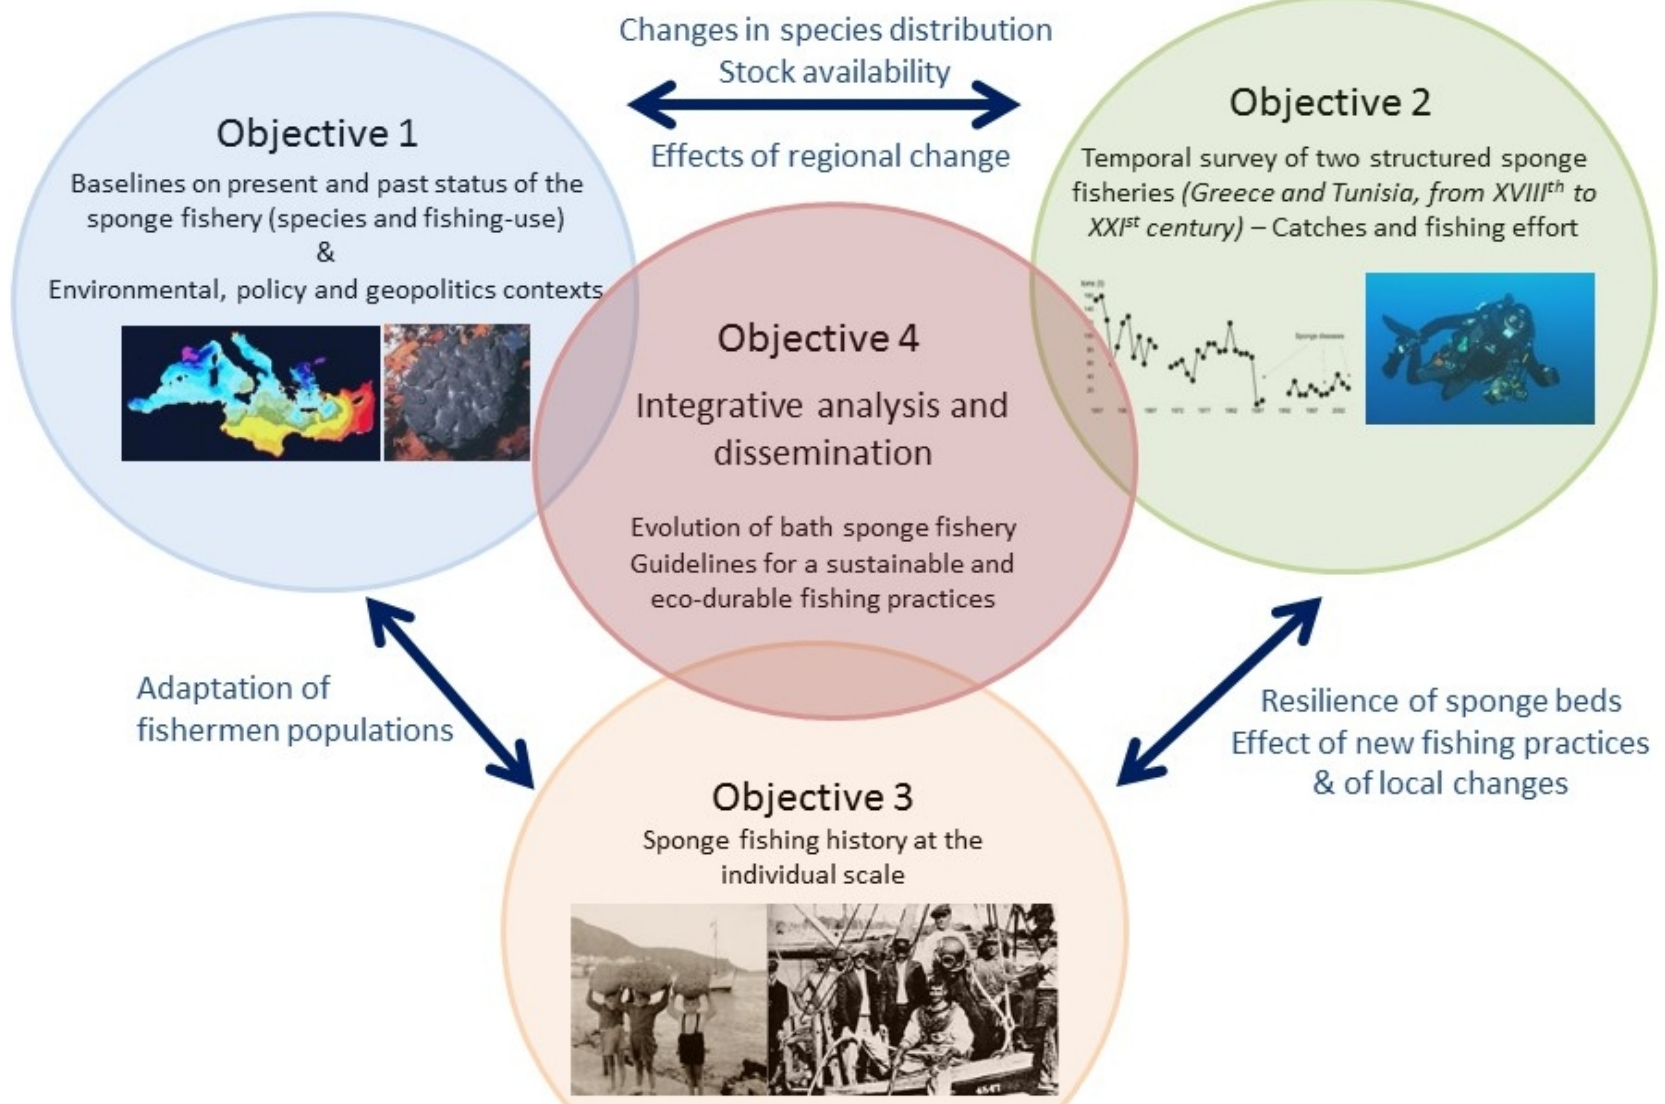 Changes in species distribution
Stock availability
Effects of regional change
Objective 1
Baselines on present and past status of the
sponge fishery (species and fishing-use)
&
Environmental, policy and geopolitics contexts
Objective 2
Temporal survey of two structured sponge
fisheries (Greece and Tunisia, from XVIIIth to
XXIst century) – Catches and fishing effort
Sponge diseases
Objective 4
Integrative analysis and
dissemination
Evolution of bath sponge fishery
Guidelines for a sustainable and
eco-durable fishing practices
Adaptation of
fishermen populations
Resilience of sponge beds
Effect of new fishing practices
& of local changes
Objective 3
Sponge fishing history at the
individual scale